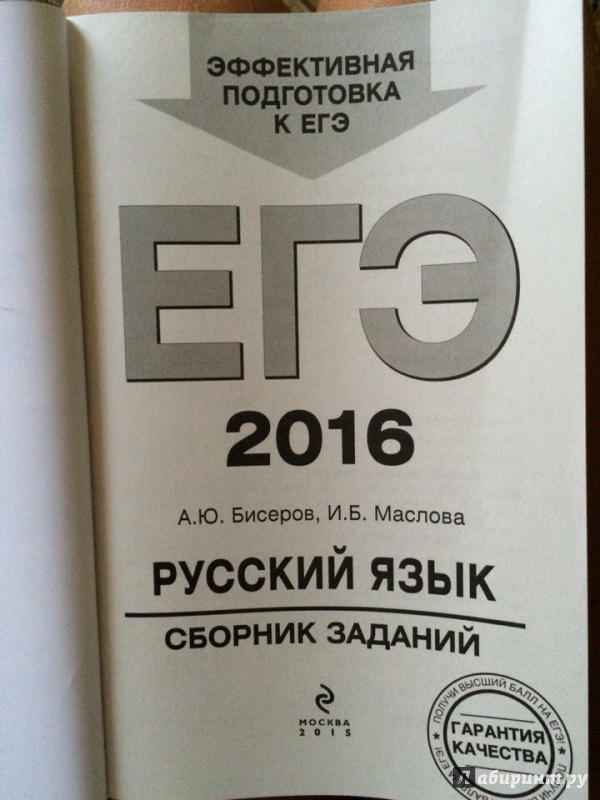 ЭФФЕКТИВНАЯ
ПОДГОТОВКА
К ЕГЭ
ЕГЭ
2016
А.Ю. Бисеров, И.Б. Маслова
РУССКИЙ ЯЗЫК
СБОРНИК ЗАДАНИЙ
МОСКВА
2015
ПОЛУЧИ ВЫСШИЙ БАЛЛ НА ЕГЭ!
ГАРАНТИЯ
КАЧЕСТВА
Лабиринт.ру